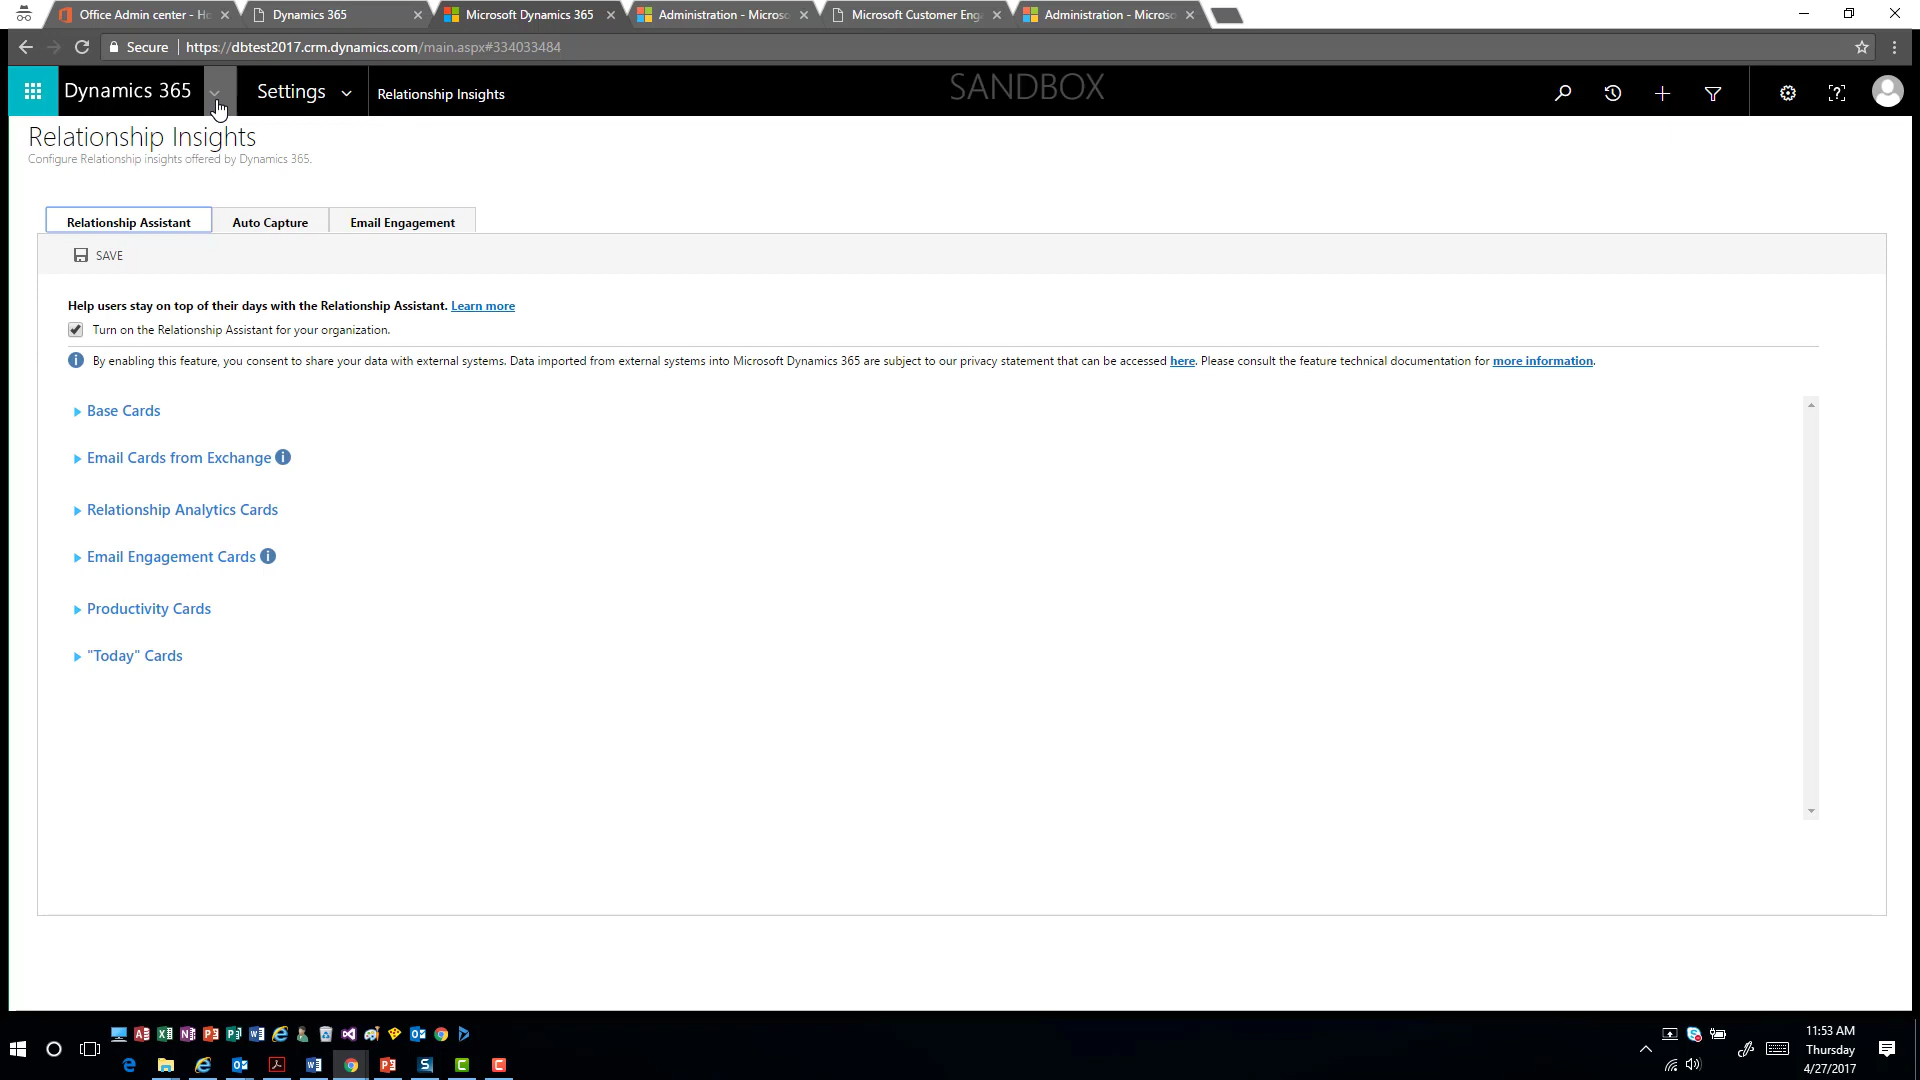 Office Admin center - Ho
Dynamics 365
Microsoft Dynamics 365
Administration - Microso
Microsoft Customer Eng
Administration - Microso
Secure
https://dbtest2017.crm.dynamics.com/main.aspx#334033484
Dynamics 365
Settings
Relationship Insights
SANDBOX
Relationship Insights
Configure Relationship insights offered by Dynamics 365.
Relationship Assistant
Auto Capture
Email Engagement
SAVE
Help users stay on top of their days with the Relationship Assistant. Learn more
Turn on the Relationship Assistant for your organization.
By enabling this feature, you consent to share your data with external systems. Data imported from external systems into Microsoft Dynamics 365 are subject to our privacy statement that can be accessed here. Please consult the feature technical documentation for more information.
Base Cards
Email Cards from Exchange
Relationship Analytics Cards
Email Engagement Cards
Productivity Cards
"Today" Cards
11:53 AM
Thursday
4/27/2017